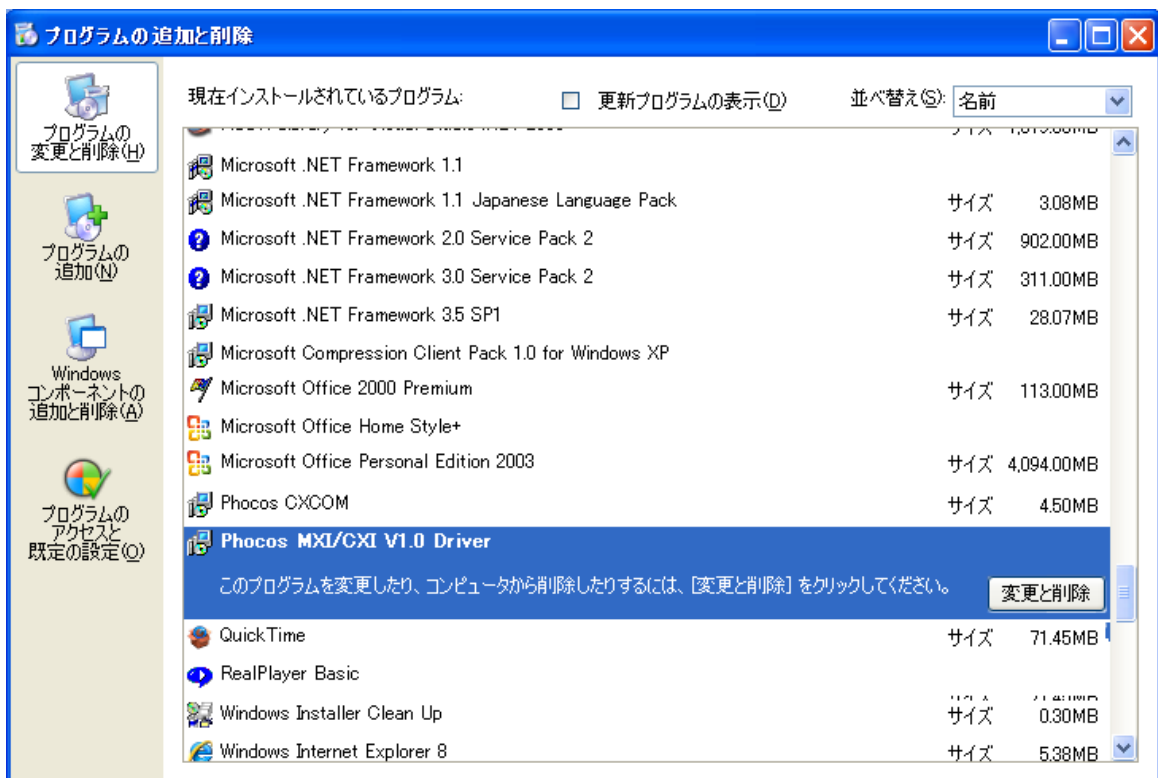 プログラムの追加と削除
プログラムの
変更と削除(H)
プログラムの
追加(N)
Windows
コンポーネントの
追加と削除(A)
プログラムの
アクセスと
既定の設定(O)
現在インストールされているプログラム:
更新プログラムの表示(D)
並べ替え(S): 名前
Microsoft .NET Framework 1.1
Microsoft .NET Framework 1.1 Japanese Language Pack サイズ 3.08MB
Microsoft .NET Framework 2.0 Service Pack 2 サイズ 902.00MB
Microsoft .NET Framework 3.0 Service Pack 2 サイズ 311.00MB
Microsoft .NET Framework 3.5 SP1 サイズ 28.07MB
Microsoft Compression Client Pack 1.0 for Windows XP
Microsoft Office 2000 Premium サイズ 113.00MB
Microsoft Office Home Style+
Microsoft Office Personal Edition 2003 サイズ 4,094.00MB
Phocos CXCOM サイズ 4.50MB
Phocos MXI/CXI V1.0 Driver
このプログラムを変更したり、コンピュータから削除したりするには、[変更と削除] をクリックしてください。
変更と削除
QuickTime サイズ 71.45MB
RealPlayer Basic
Windows Installer Clean Up サイズ 0.30MB
Windows Internet Explorer 8 サイズ 5.38MB